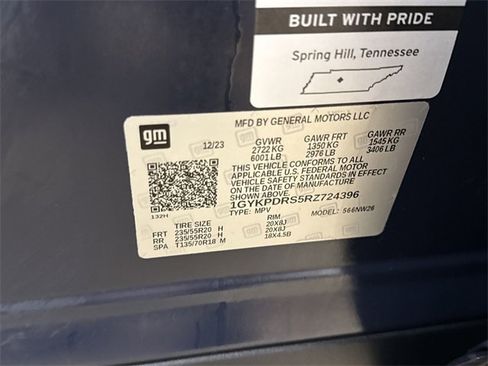 BUILT WITH PRIDE
Spring Hill, Tennessee
MFD BY GENERAL MOTORS LLC
gm 12/23 GVWR GAWR FRT GAWR RR
2722 KG 1350 KG 1545 KG
6001 LB 2976 LB 3406 LB
THIS VEHICLE CONFORMS TO ALL
APPLICABLE U.S. FEDERAL MOTOR
VEHICLE SAFETY STANDARDS IN EFFECT
ON THE DATE OF MANUFACTURE
SHOWN ABOVE.
1GYKPDRS5RZ724396
132H TYPE: MPV MODEL: 566NW26
TIRE SIZE RIM
FRT 235/55R20 H 20X8J
RR 235/55R20 H 20X8J
SPA T135/70R18 M 18X4.5B